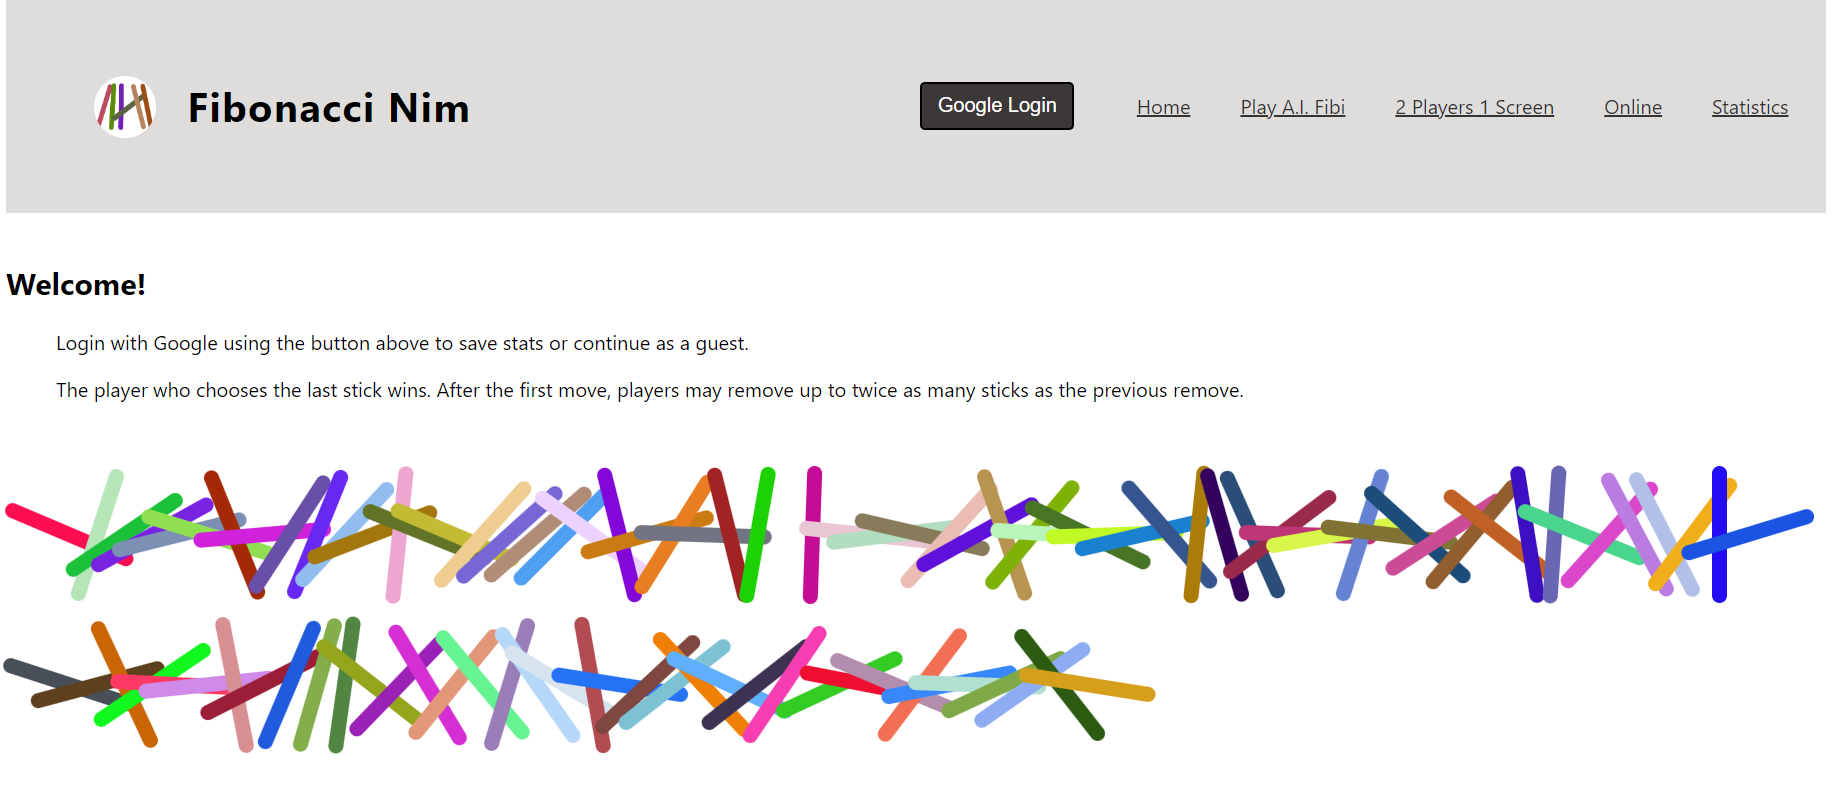 Fibonacci Nim
Google Login
Home
Play A.I. Fibi
2 Players 1 Screen
Online
Statistics
Welcome!
Login with Google using the button above to save stats or continue as a guest.
The player who chooses the last stick wins. After the first move, players may remove up to twice as many sticks as the previous remove.